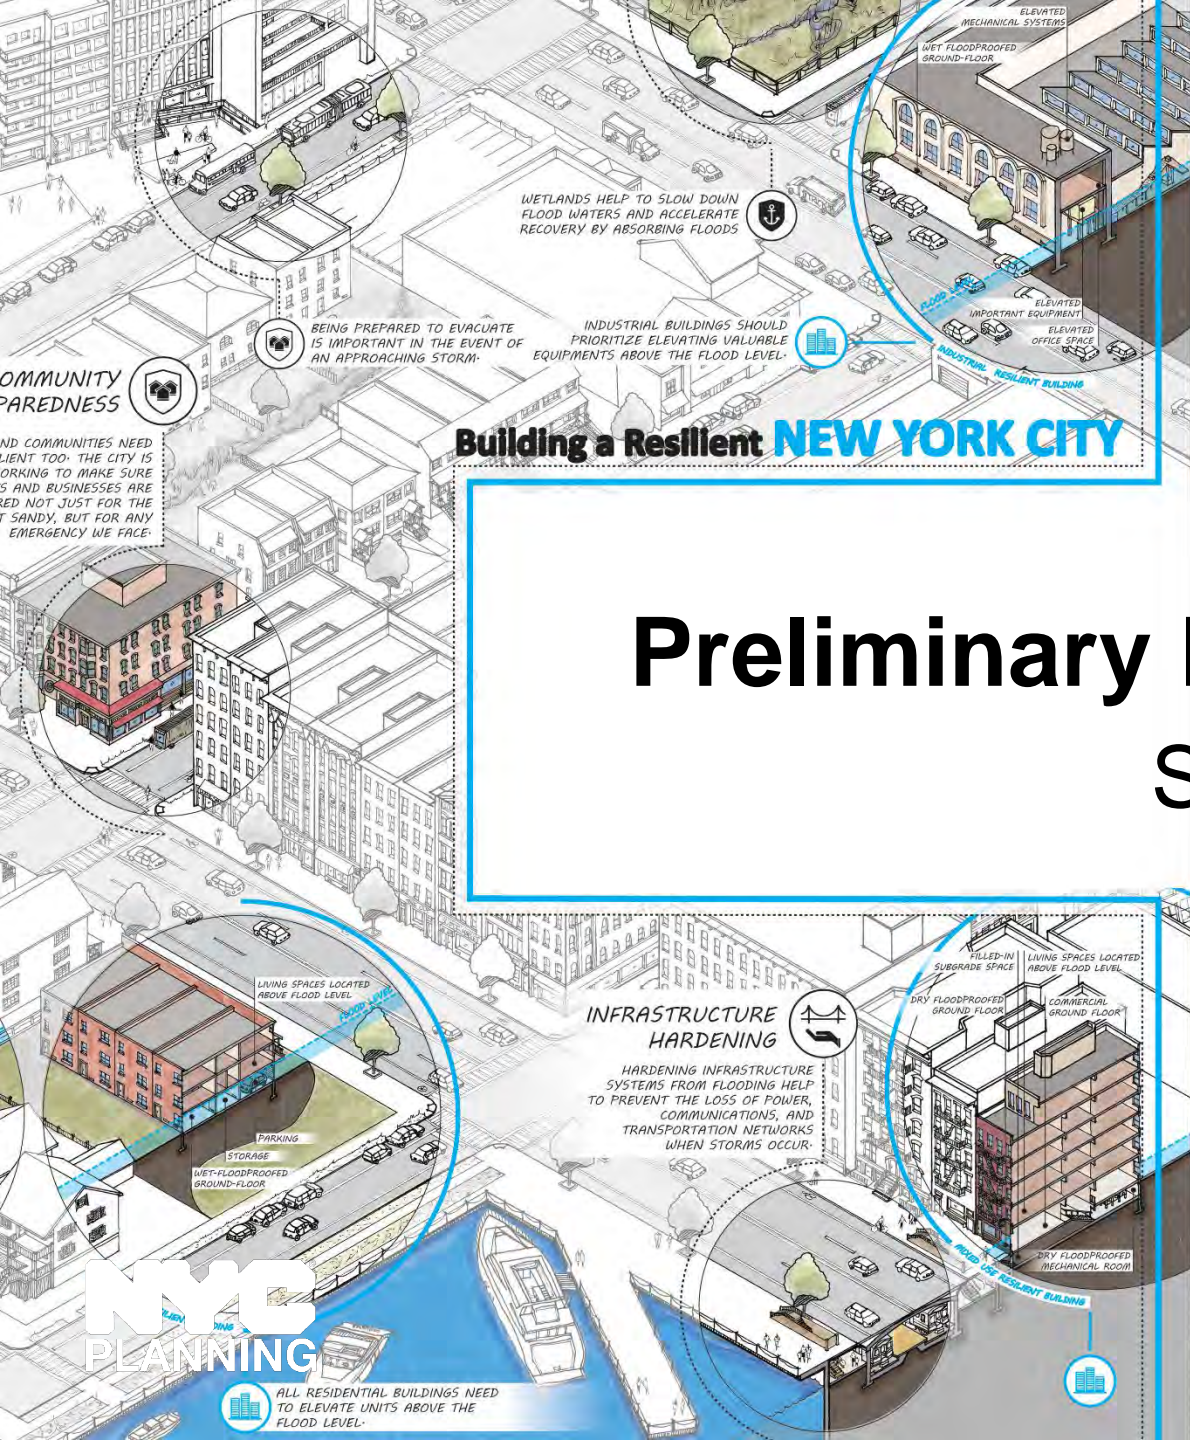 ELEVATED
MECHANICAL SYSTEMS
WET FLOODPROOFED
GROUND-FLOOR
WETLANDS HELP TO SLOW DOWN
FLOOD WATERS AND ACCELERATE
RECOVERY BY ABSORBING FLOODS
FLOOD
ELEVATED
IMPORTANT EQUIPMENT
ELEVATED
OFFICE SPACE
INDUSTRIAL RESILIENT BUILDING
BEING PREPARED TO EVACUATE
IS IMPORTANT IN THE EVENT OF
AN APPROACHING STORM.
INDUSTRIAL BUILDINGS SHOULD
PRIORITIZE ELEVATING VALUABLE
EQUIPMENTS ABOVE THE FLOOD LEVEL.
OMMUNITY
PAREDNESS
ND COMMUNITIES NEED
LIENT TOO. THE CITY IS
ORKING TO MAKE SURE
S AND BUSINESSES ARE
RED NOT JUST FOR THE
T SANDY, BUT FOR ANY
EMERGENCY WE FACE.
Building a Resilient NEW YORK CITY
Preliminary
S
LIVING SPACES LOCATED
ABOVE FLOOD LEVEL
FLOOD LEVEL
PARKING
STORAGE
WET-FLOODPROOFED
GROUND-FLOOR
INFRASTRUCTURE
HARDENING
HARDENING INFRASTRUCTURE
SYSTEMS FROM FLOODING HELP
TO PREVENT THE LOSS OF POWER,
COMMUNICATIONS, AND
TRANSPORTATION NETWORKS
WHEN STORMS OCCUR.
FILLED-IN
SUBGRADE SPACE
LIVING SPACES LOCATED
ABOVE FLOOD LEVEL
DRY FLOODPROOFED
GROUND FLOOR
COMMERCIAL
GROUND FLOOR
DRY FLOODPROOFED
MECHANICAL ROOM
MIXED USE RESILIENT BUILDING
NYC
PLANNING
ALL RESIDENTIAL BUILDINGS NEED
TO ELEVATE UNITS ABOVE THE
FLOOD LEVEL.